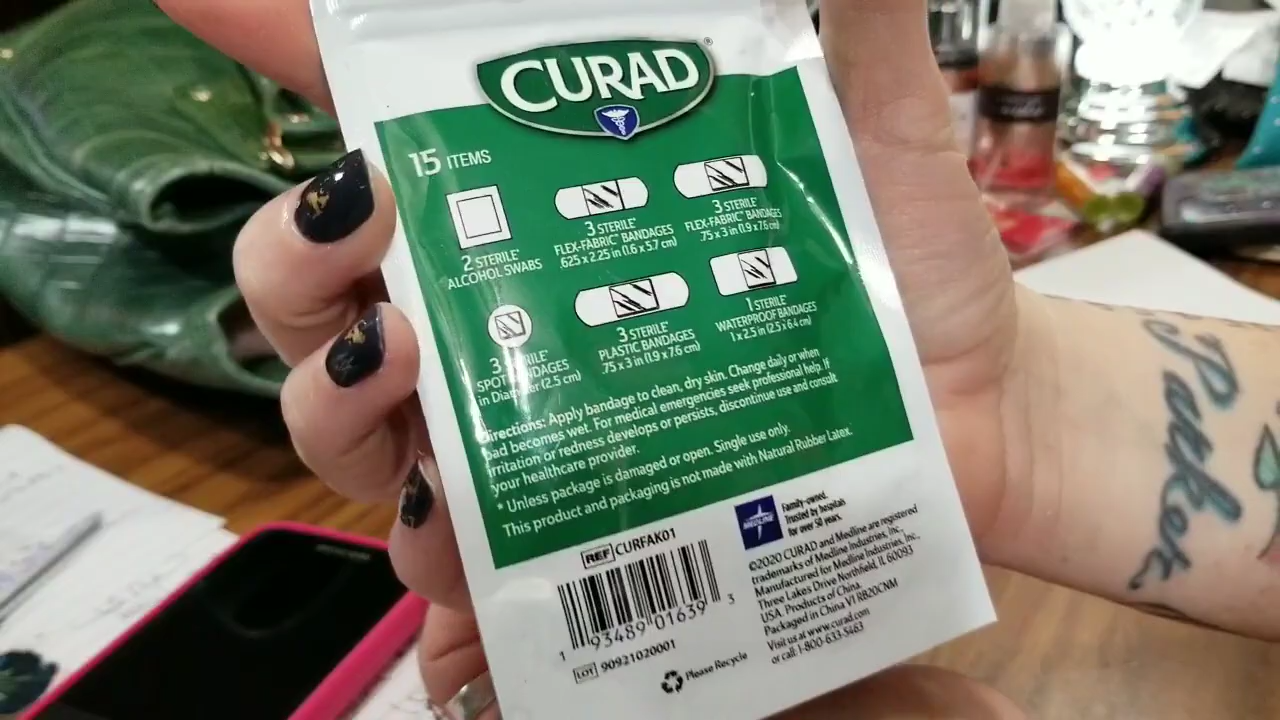 CURAD®
15 ITEMS
2 STERILE*
ALCOHOL SWABS
3 STERILE*
FLEX-FABRIC™ BANDAGES
.625 x 2.25 in (1.6 x 5.7 cm)
3 STERILE*
FLEX-FABRIC™ BANDAGES
.75 x 3 in (1.9 x 7.6 cm)
3
SPOT
in (2.5 cm)
3 STERILE*
PLASTIC BANDAGES
.75 x 3 in (1.9 x 7.6 cm)
1 STERILE*
WATERPROOF BANDAGES
1 x 2.5 in (2.5 x 6.4 cm)
Directions: Apply bandage to clean, dry skin. Change daily or when
pad becomes wet. For medical emergencies seek professional help. If
irritation or redness develops or persists, discontinue use and consult
your healthcare provider.
* Unless package is damaged or open. Single use only.
This product and packaging is not made with Natural Rubber Latex.
REF CURFAK01
1 93489 01639 3
LOT 90921020001
Please Recycle
MEDLINE
Family-owned.
Trusted by hospitals
for over 50 years.
©2020 CURAD and Medline are registered
trademarks of Medline Industries, Inc.
Manufactured for Medline Industries, Inc.,
Three Lakes Drive Northfield, IL 60093
USA. Products of China.
Packaged in China V1 RB20CNM
Visit us at www.curad.com
or call: 1-800-633-5463
Parker